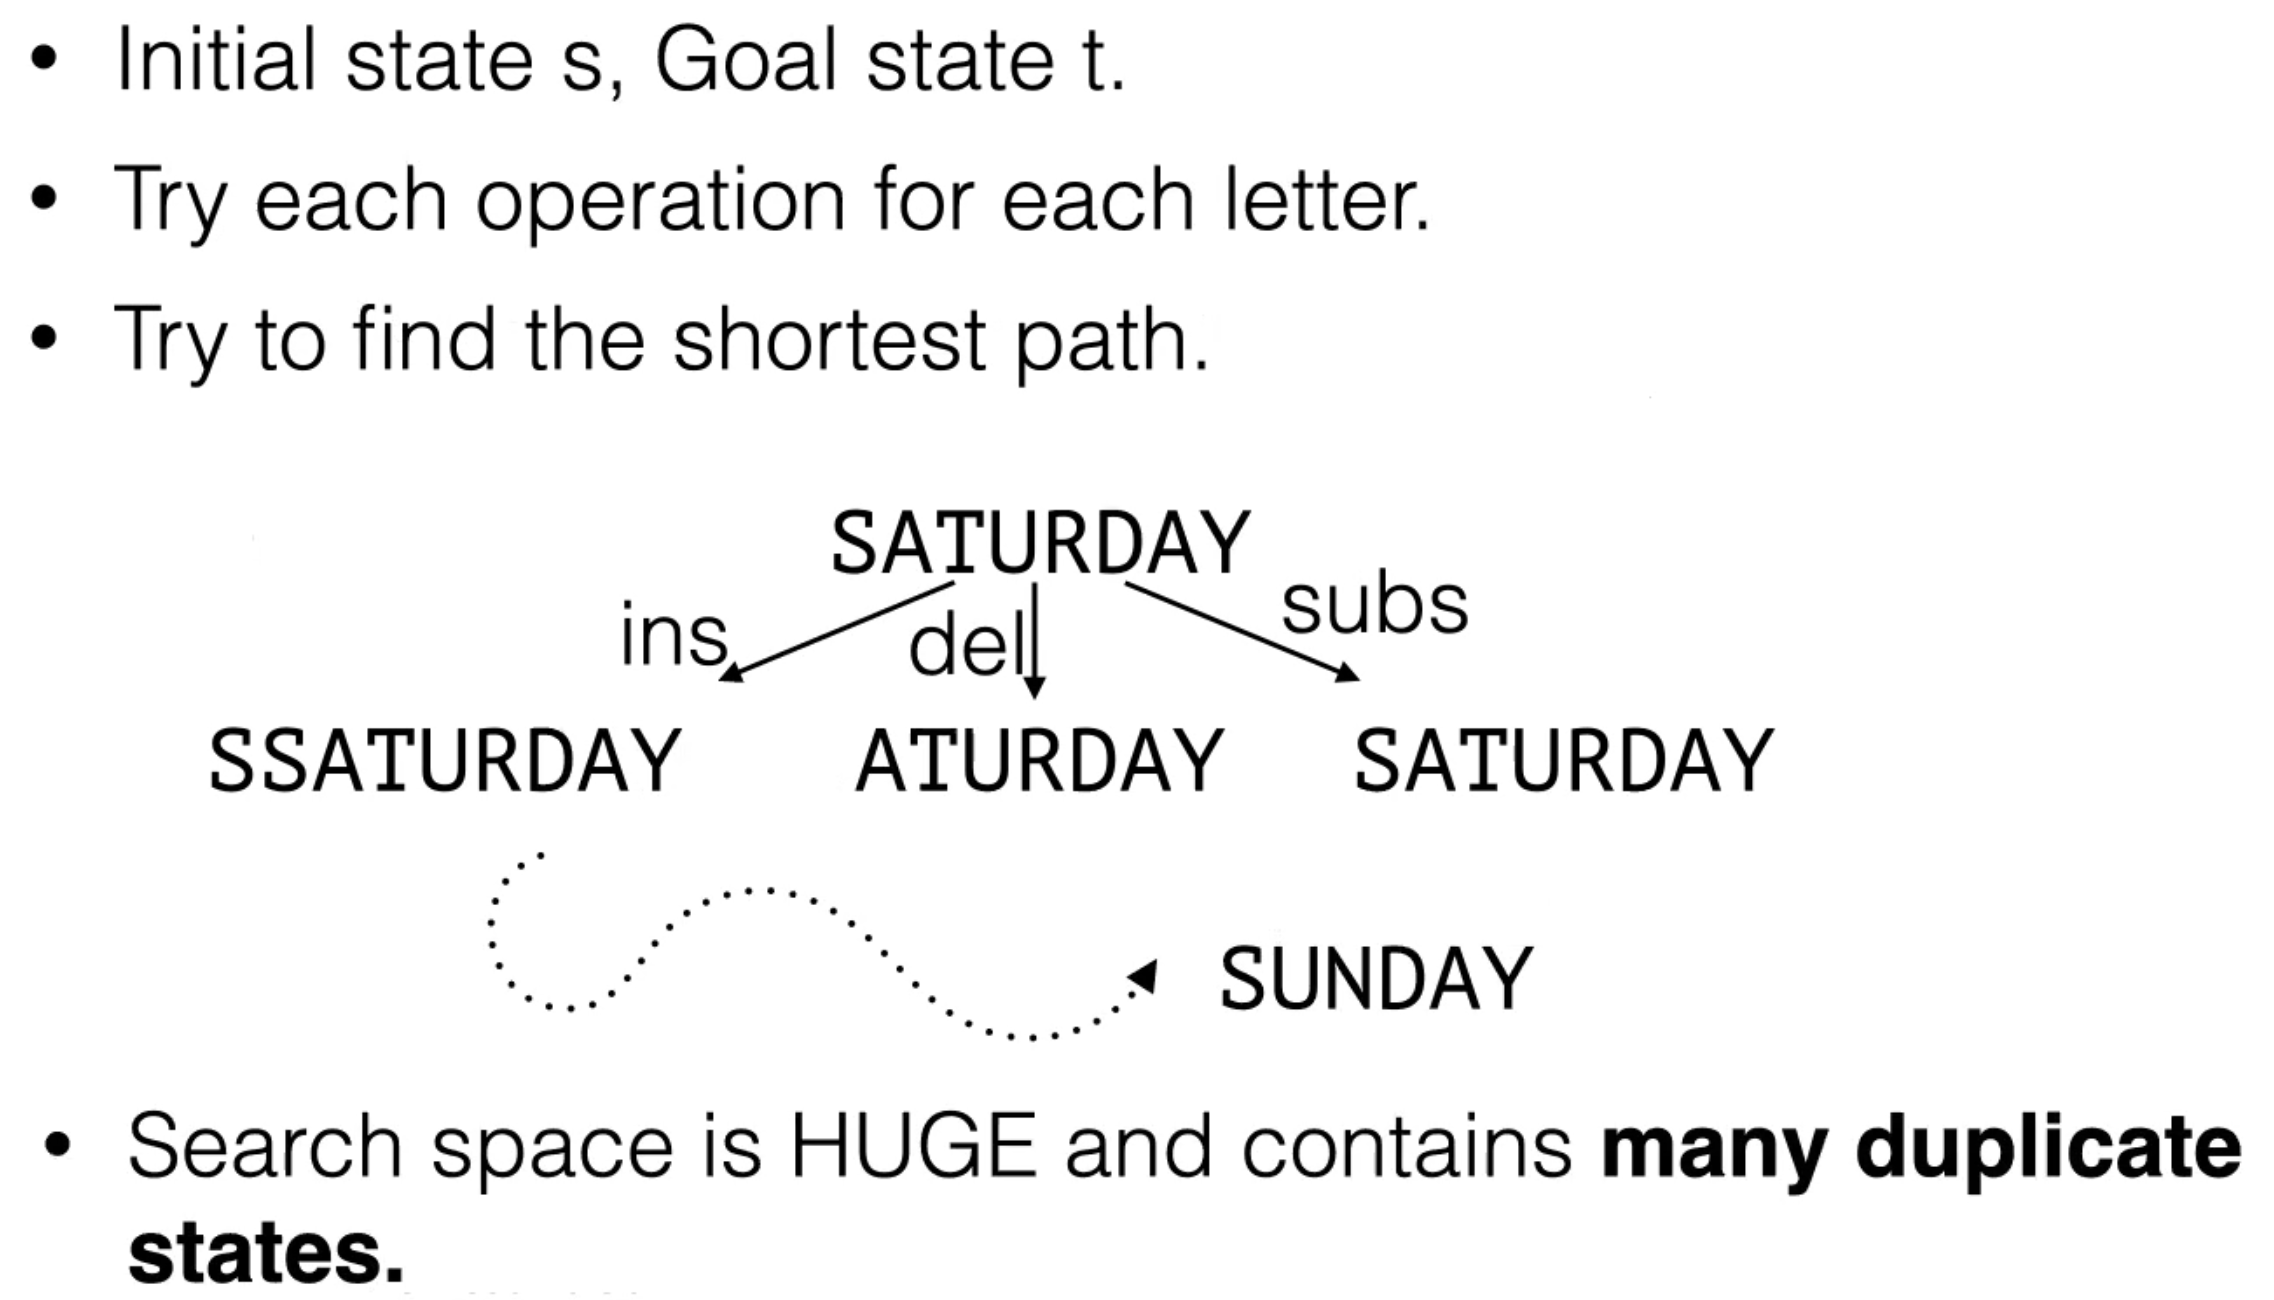 • Initial state s, Goal state t.
• Try each operation for each letter.
• Try to find the shortest path.
SATURDAY
ins del subs
SSATURDAY ATURDAY SATURDAY
SUNDAY
• Search space is HUGE and contains many duplicate
states.